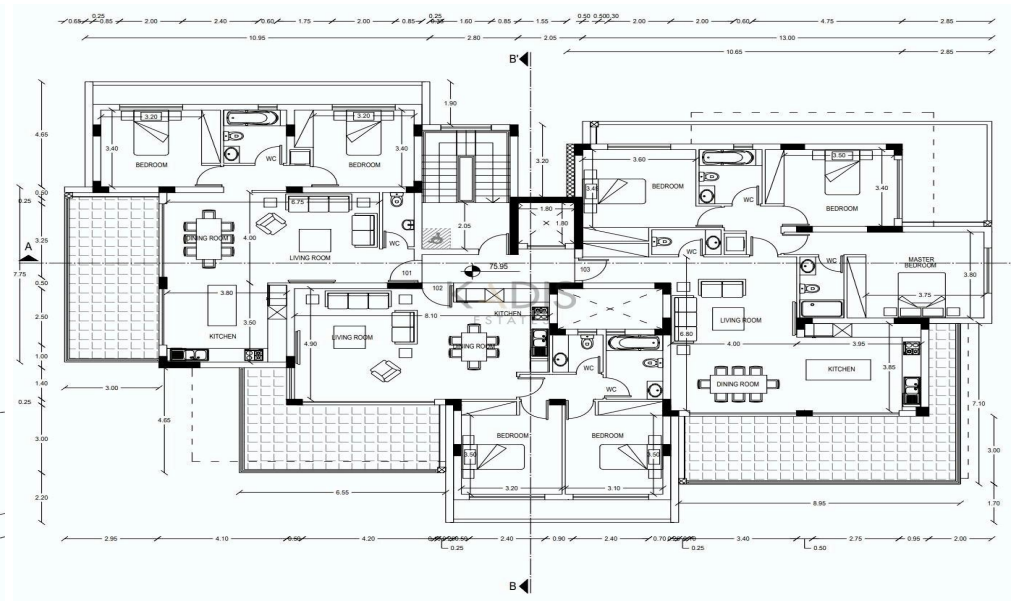 0.65 0.25 0.85 2.00 2.40 0.60 1.75 2.00 0.85 0.25 1.60 0.85 1.55 0.50 0.50 0.30 2.00 2.00 0.60 4.75 2.85
10.95 2.80 2.05 13.00
10.65 2.85
B'
1.90
4.65
3.20 3.20
3.40 3.40
BEDROOM WC BEDROOM
3.20
3.60 3.50
3.45 BEDROOM WC 3.40
BEDROOM
0.50
0.25
6.75
1.80
1.80
2.05
3.25
A
7.75
DINING ROOM 4.00
LIVING ROOM
WC
WC
101 75.95 103
102
MASTER
BEDROOM
3.80
3.75
0.50
3.80
2.50
3.50
KITCHEN
8.10
KADIS
ESTATES
KITCHEN
LIVING ROOM
4.90
DINING ROOM
6.80
LIVING ROOM
WC
4.00 3.95
3.85
KITCHEN
DINING ROOM
1.00
3.00
1.40
0.25
4.65
WC
WC
7.10
3.00
BEDROOM BEDROOM
3.50 3.50
3.20 3.10
3.00
2.20
6.55
8.95
1.70
2.95 4.10 4.20 2.40 0.90 2.40 0.70 3.40 2.75 0.95 2.00
0.25 0.25 0.50
B